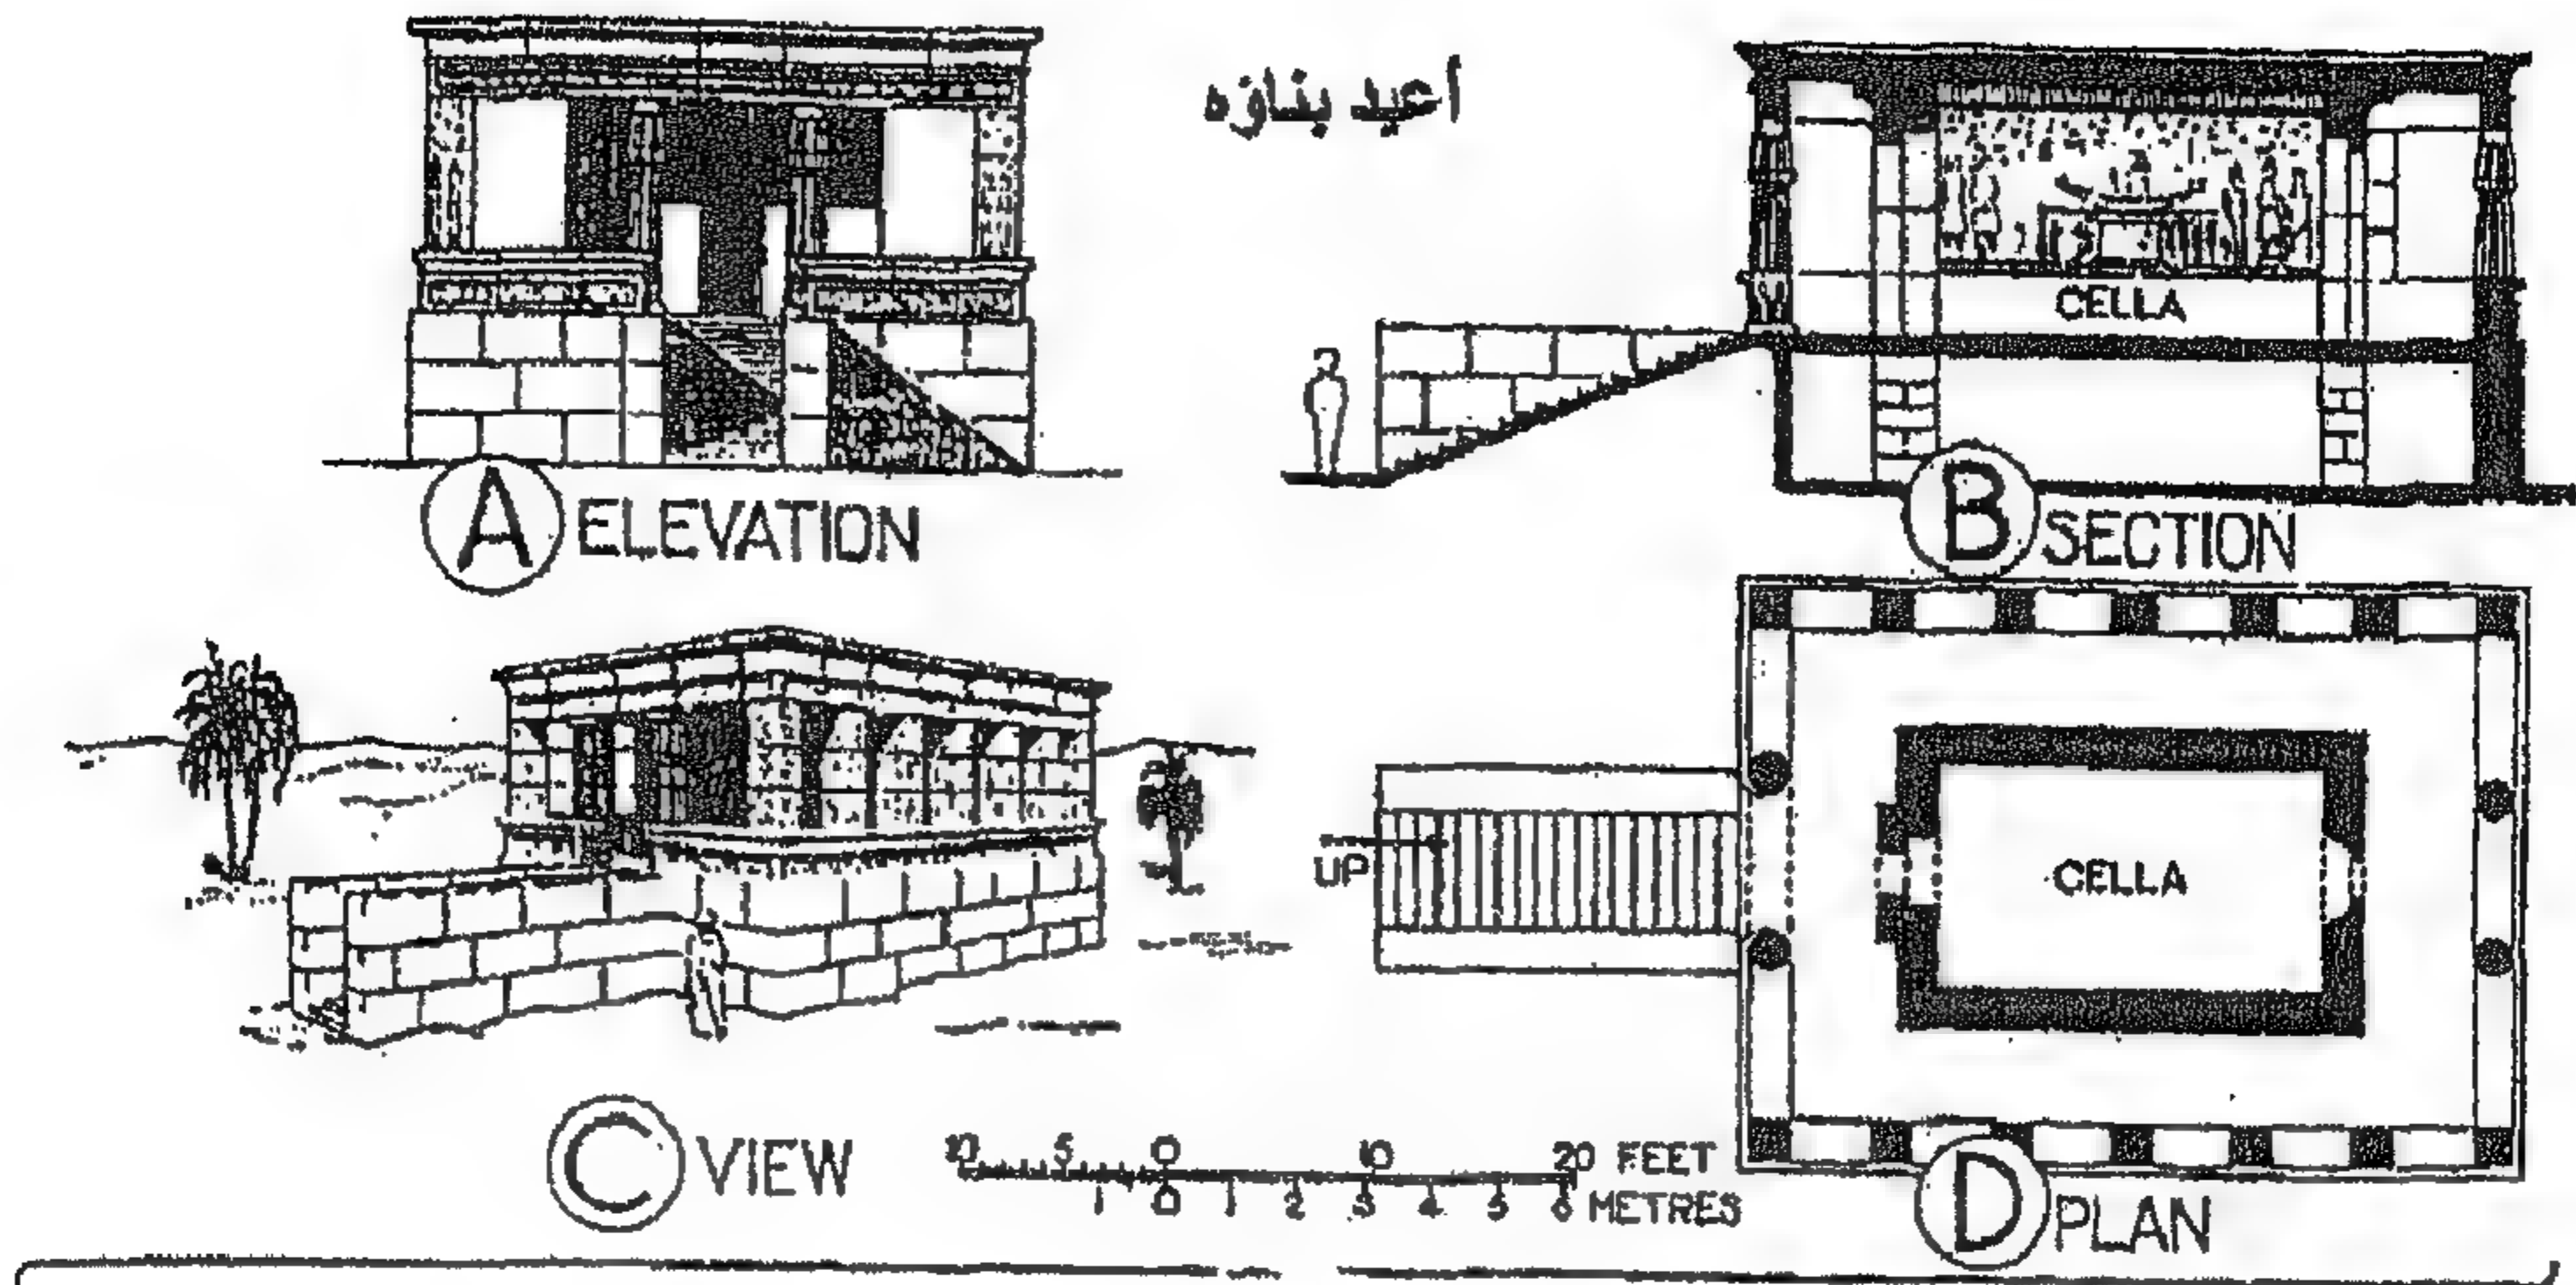 اعيد بناؤه
A ELEVATION
CELLA
B SECTION
UP
CELLA
C VIEW
10 5 0 10 20 FEET
1 0 1 2 3 4 5 6 METRES
D PLAN